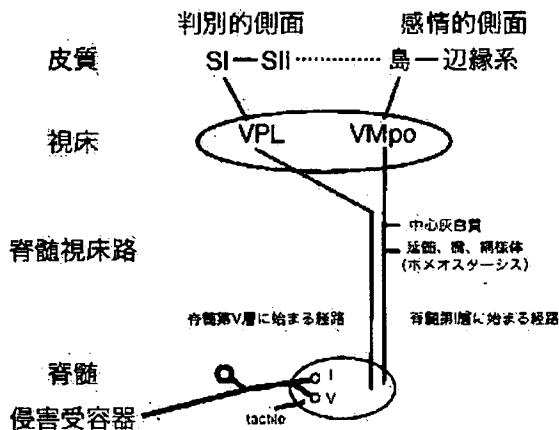 判別的側面 感情的側面
皮質 SI SII 島 辺縁系
視床 VPL VMpo
中心灰白質
脊髄視床路 延髄、橋、網様体
(ホメオスターシス)
脊髄第V層に始まる経路 脊髄第I層に始まる経路
脊髄 I
V
侵害受容器 tactile